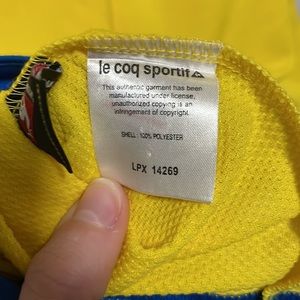 le coq sportif
This authentic garment has been
manufactured under license,
unauthorized copying is an
infringement of copyright.
SHELL: 100% POLYESTER
LPX 14269